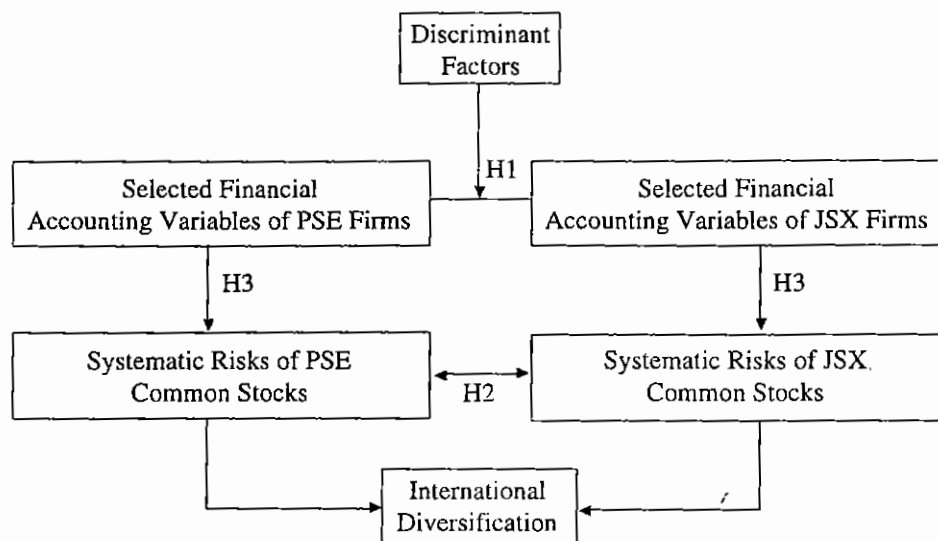 Discriminant
Factors
H1
Selected Financial
Accounting Variables of PSE Firms
Selected Financial
Accounting Variables of JSX Firms
H3
H3
Systematic Risks of PSE
Common Stocks
H2
Systematic Risks of JSX
Common Stocks
International
Diversification